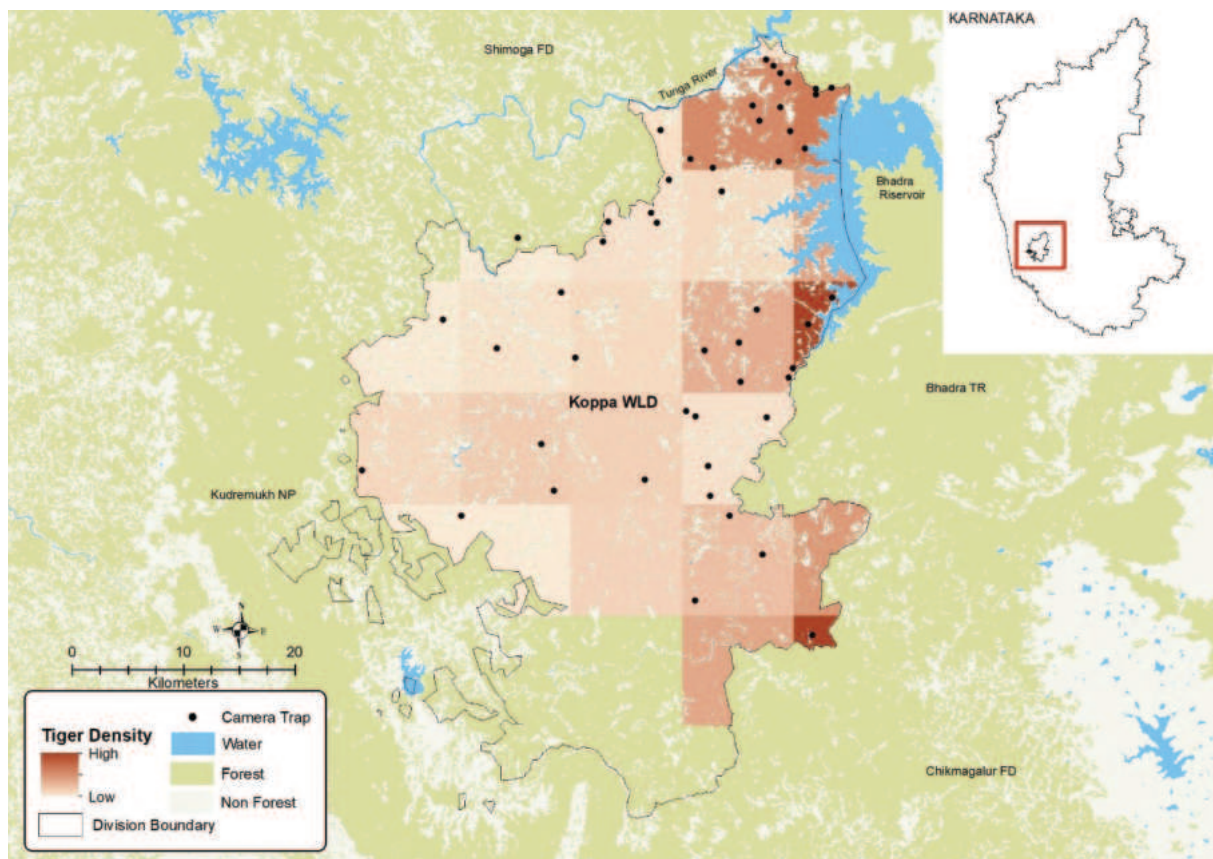 KARNATAKA
Shimoga FD
Tunga River
Bhadra
Riservoir
Bhadra TR
Koppa WLD
Kudremukh NP
N
W E
S
0 10 20
Kilometers
Chikmagalur FD
Tiger Density
High
Low
Division Boundary
Camera Trap
Water
Forest
Non Forest